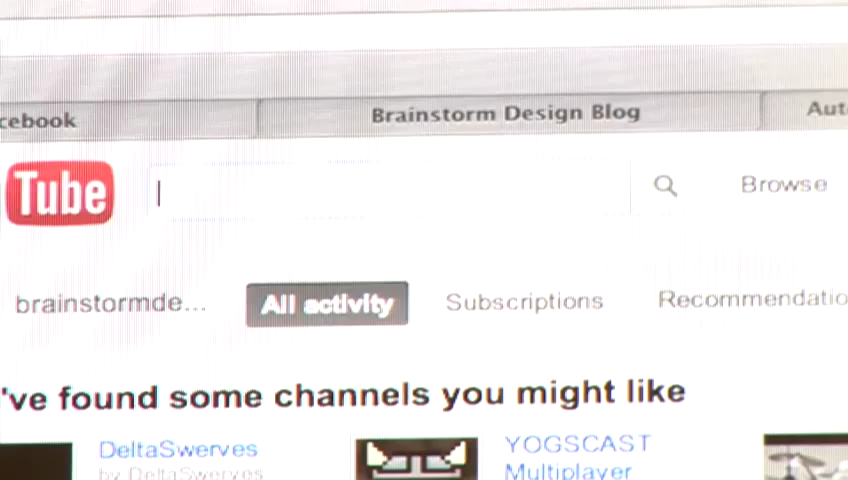 cebook
Brainstorm Design Blog
Aut
Tube
Browse
brainstormde...
All activity
Subscriptions
Recommendatio
've found some channels you might like
DeltaSwerves
by DeltaSwerves
YOGSCAST
Multiplayer